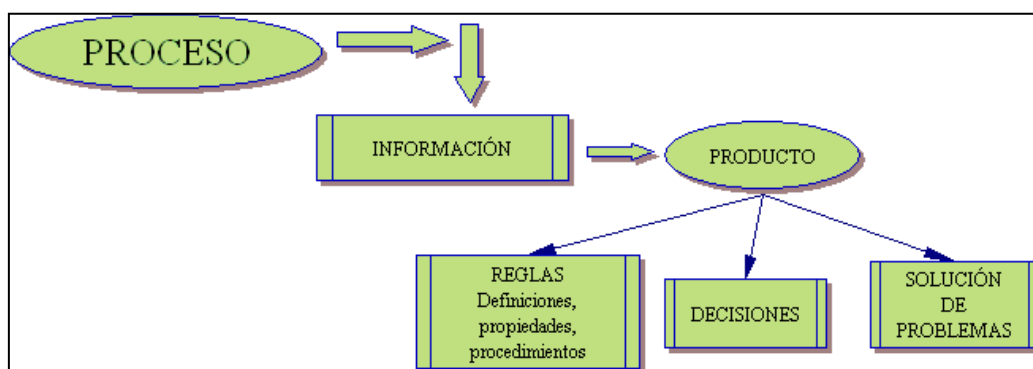 PROCESO
INFORMACIÓN
PRODUCTO
REGLAS
Definiciones,
propiedades,
procedimientos
DECISIONES
SOLUCIÓN
DE
PROBLEMAS